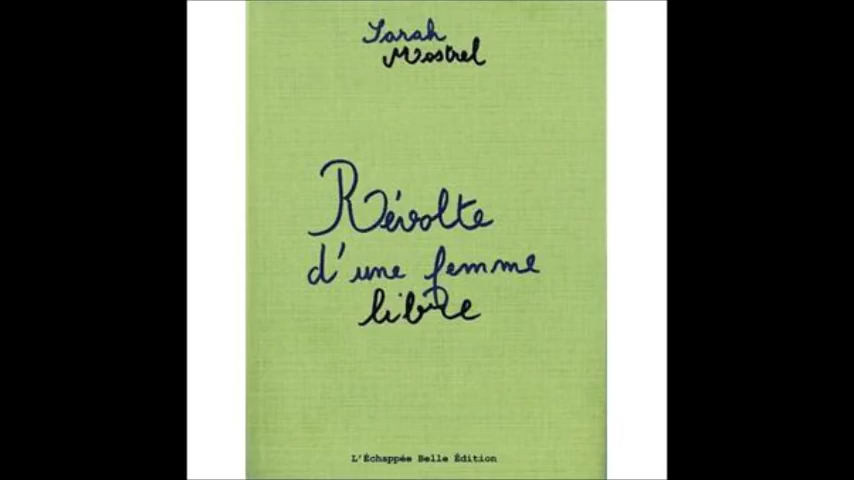 Sarah
Mostrel
Révolte
d'une femme
libre
L'Échappée Belle Édition